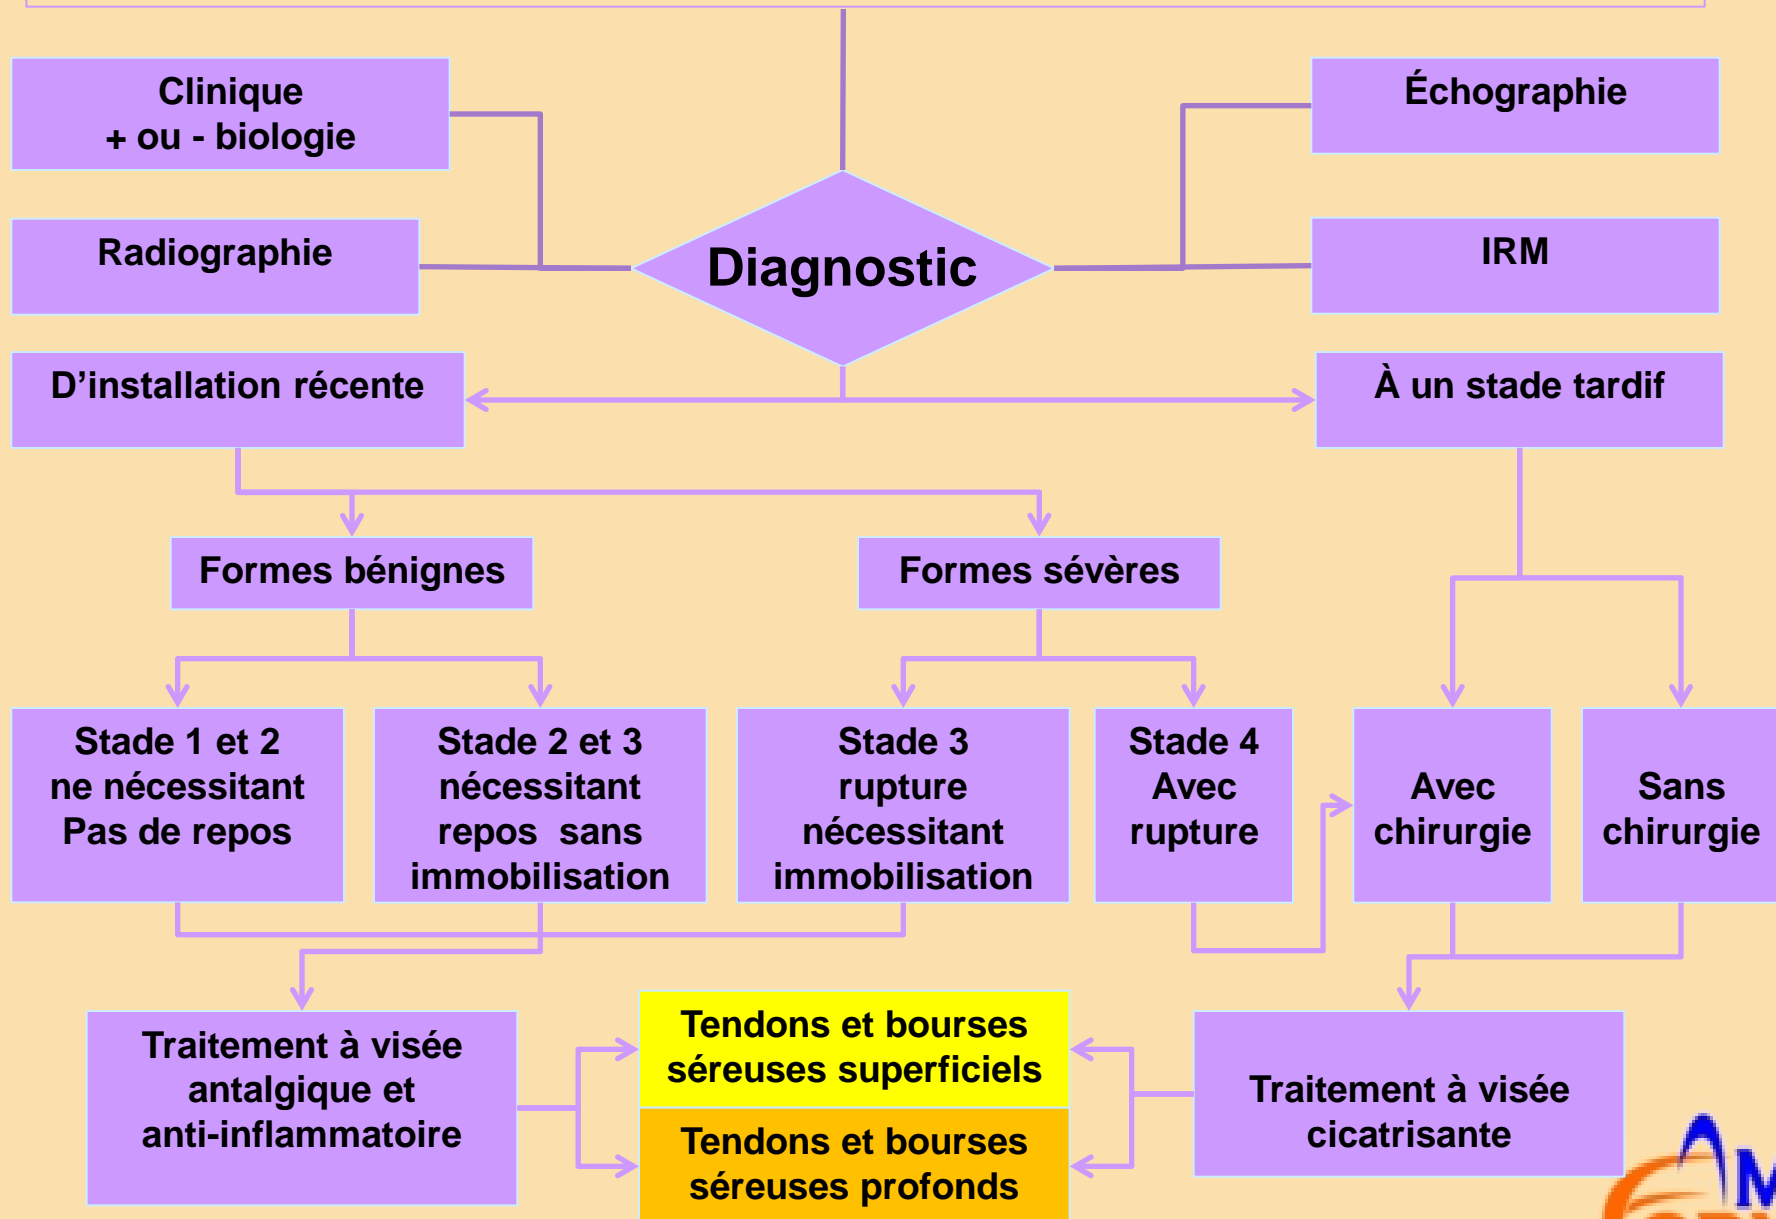 Clinique
+ ou - biologie
Échographie
Radiographie
Diagnostic
IRM
D’installation récente
À un stade tardif
Formes bénignes
Formes sévères
Stade 1 et 2
ne nécessitant
Pas de repos
Stade 2 et 3
nécessitant
repos  sans
immobilisation
Stade 3
rupture
nécessitant
immobilisation
Stade 4
Avec
rupture
Avec
chirurgie
Sans
chirurgie
Traitement à visée
antalgique et
anti-inflammatoire
Tendons et bourses
séreuses superficiels
Tendons et bourses
séreuses profonds
Traitement à visée
cicatrisante